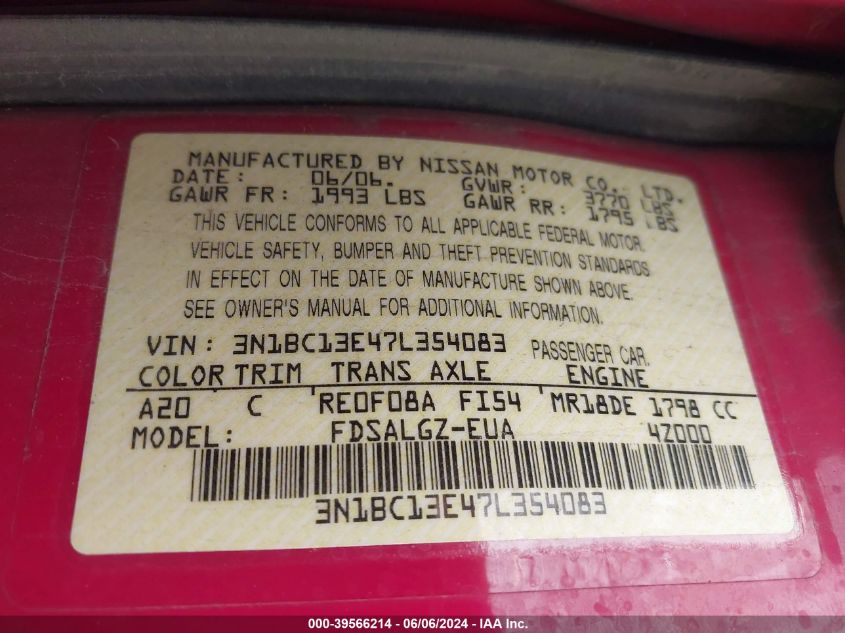 MANUFACTURED BY NISSAN MOTOR CO., LTD.
DATE: 06/06. GVWR: 3770 LBS
GAWR FR: 1993 LBS GAWR RR: 1795 LBS
THIS VEHICLE CONFORMS TO ALL APPLICABLE FEDERAL MOTOR
VEHICLE SAFETY, BUMPER AND THEFT PREVENTION STANDARDS
IN EFFECT ON THE DATE OF MANUFACTURE SHOWN ABOVE.
SEE OWNER'S MANUAL FOR ADDITIONAL INFORMATION.
VIN: 3N1BC13E47L354083 PASSENGER CAR
COLOR TRIM TRANS AXLE ENGINE
A20 C RE0F08A FI54 MR18DE 1798 CC
MODEL: FDSALGZ-EUA 4Z000
3N1BC13E47L354083
000-39566214 - 06/06/2024 - IAA Inc.